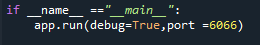 if __name__ =="__main__":
    app.run(debug=True,port =6066)